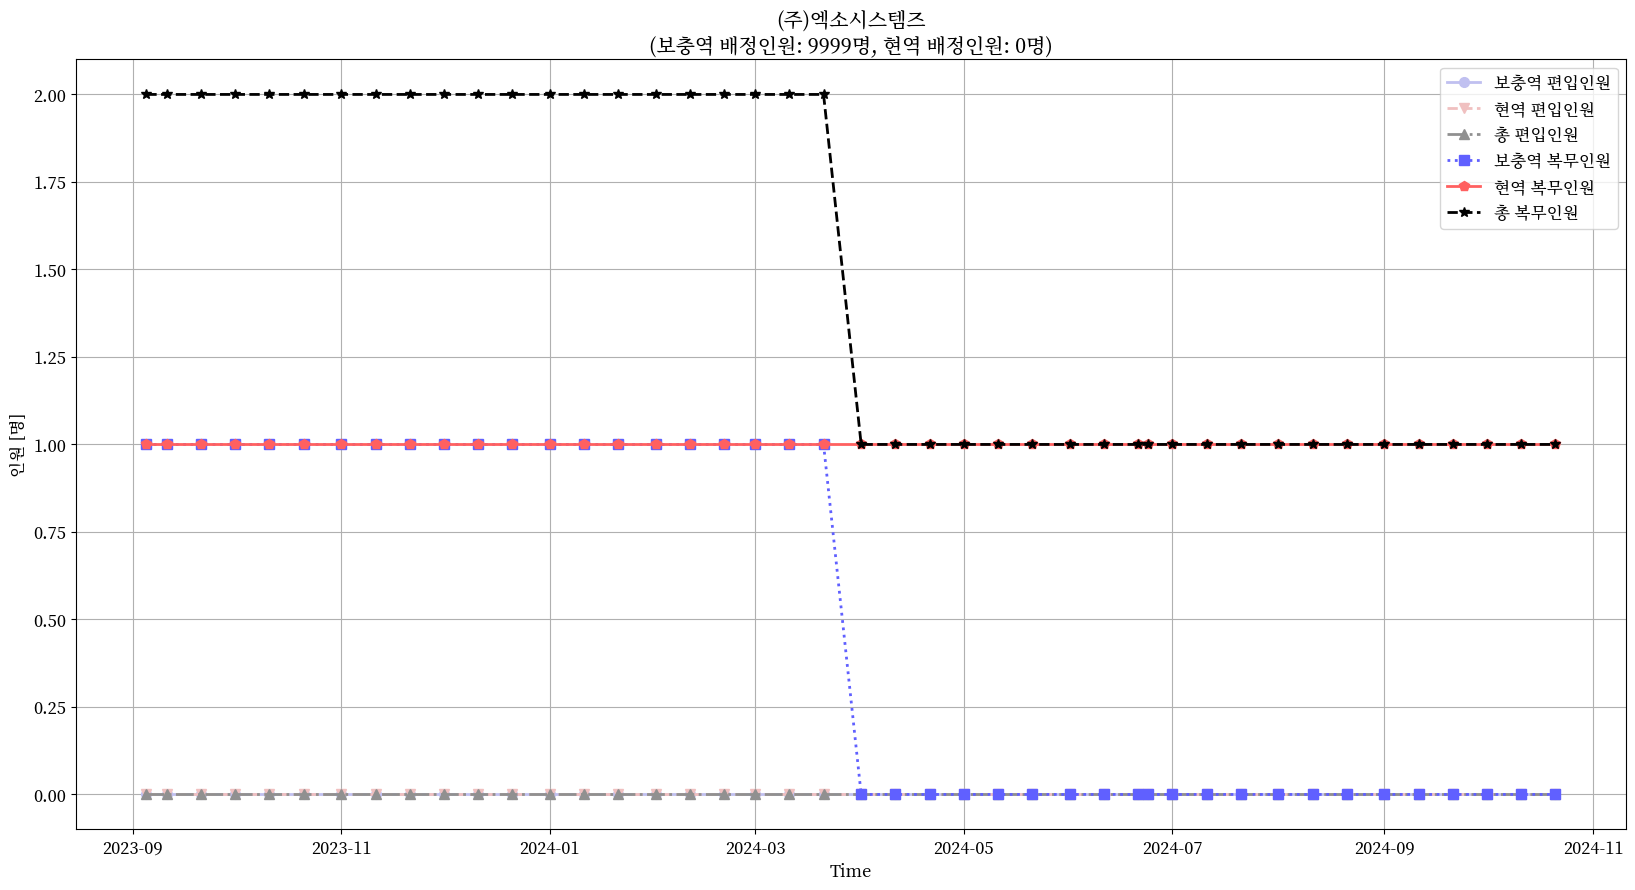 (주)엑소시스템즈
(보충역 배정인원: 9999명, 현역 배정인원: 0명)
보충역 편입인원
현역 편입인원
총 편입인원
보충역 복무인원
현역 복무인원
총 복무인원
인원 [명]
2.00
1.75
1.50
1.25
1.00
0.75
0.50
0.25
0.00
2023-09 2023-11 2024-01 2024-03 2024-05 2024-07 2024-09 2024-11
Time